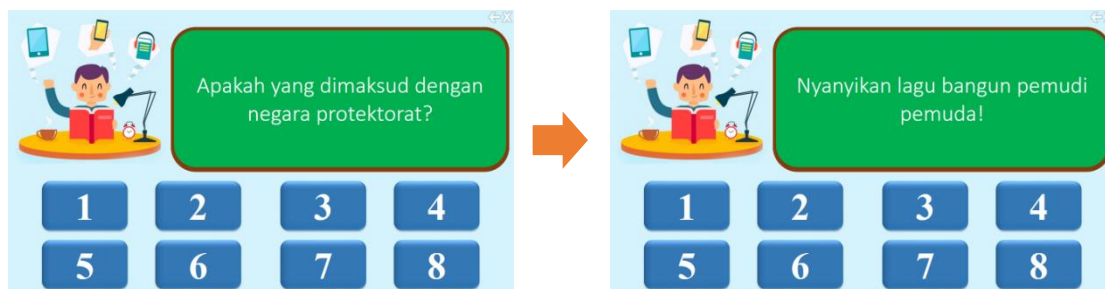 Apakah yang dimaksud dengan
negara protektorat?
1 2 3 4
5 6 7 8
Nyanyikan lagu bangun pemudi
pemuda!
1 2 3 4
5 6 7 8